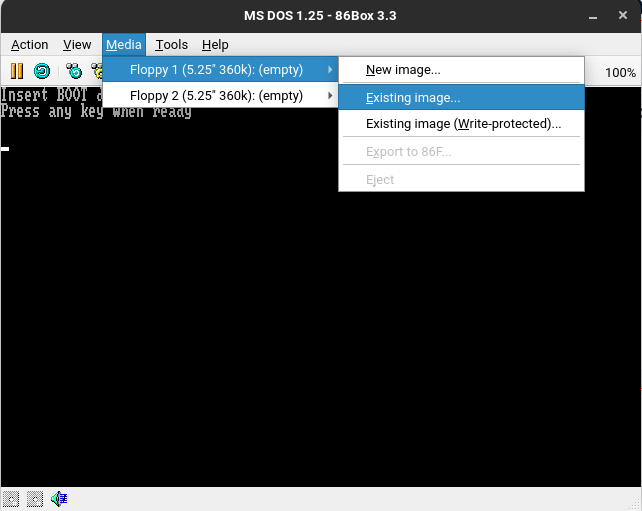 MS DOS 1.25 - 86Box 3.3
Action View Media Tools Help
100%
Floppy 1 (5.25" 360k): (empty)
Floppy 2 (5.25" 360k): (empty)
New image...
Existing image...
Existing image (Write-protected)...
Export to 86F...
Eject
Insert BOOT
Press any key when ready